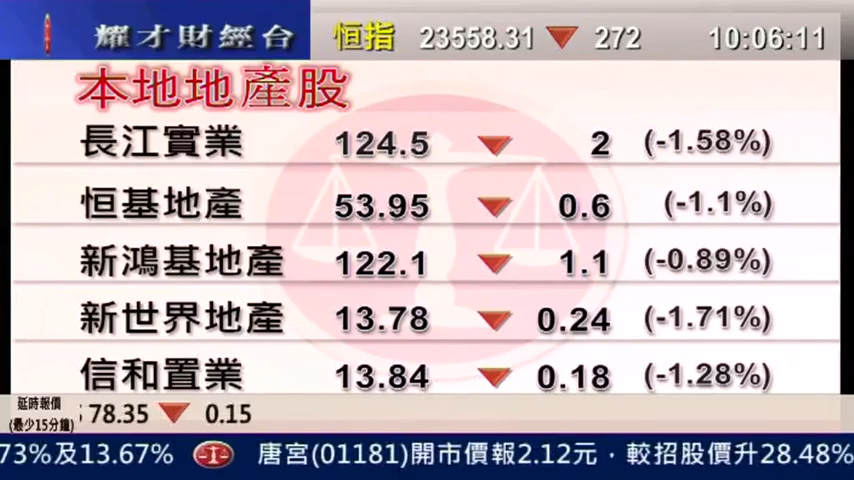 耀才財經台 恒指 23558.31 ▼ 272 10:06:11
本地地產股
長江實業 124.5 ▼ 2 (-1.58%)
恒基地產 53.95 ▼ 0.6 (-1.1%)
新鴻基地產 122.1 ▼ 1.1 (-0.89%)
新世界地產 13.78 ▼ 0.24 (-1.71%)
信和置業 13.84 ▼ 0.18 (-1.28%)
延時報價
(最少15分鐘) 78.35 ▼ 0.15
73%及13.67% 唐宮(01181)開市價報2.12元，較招股價升28.48%